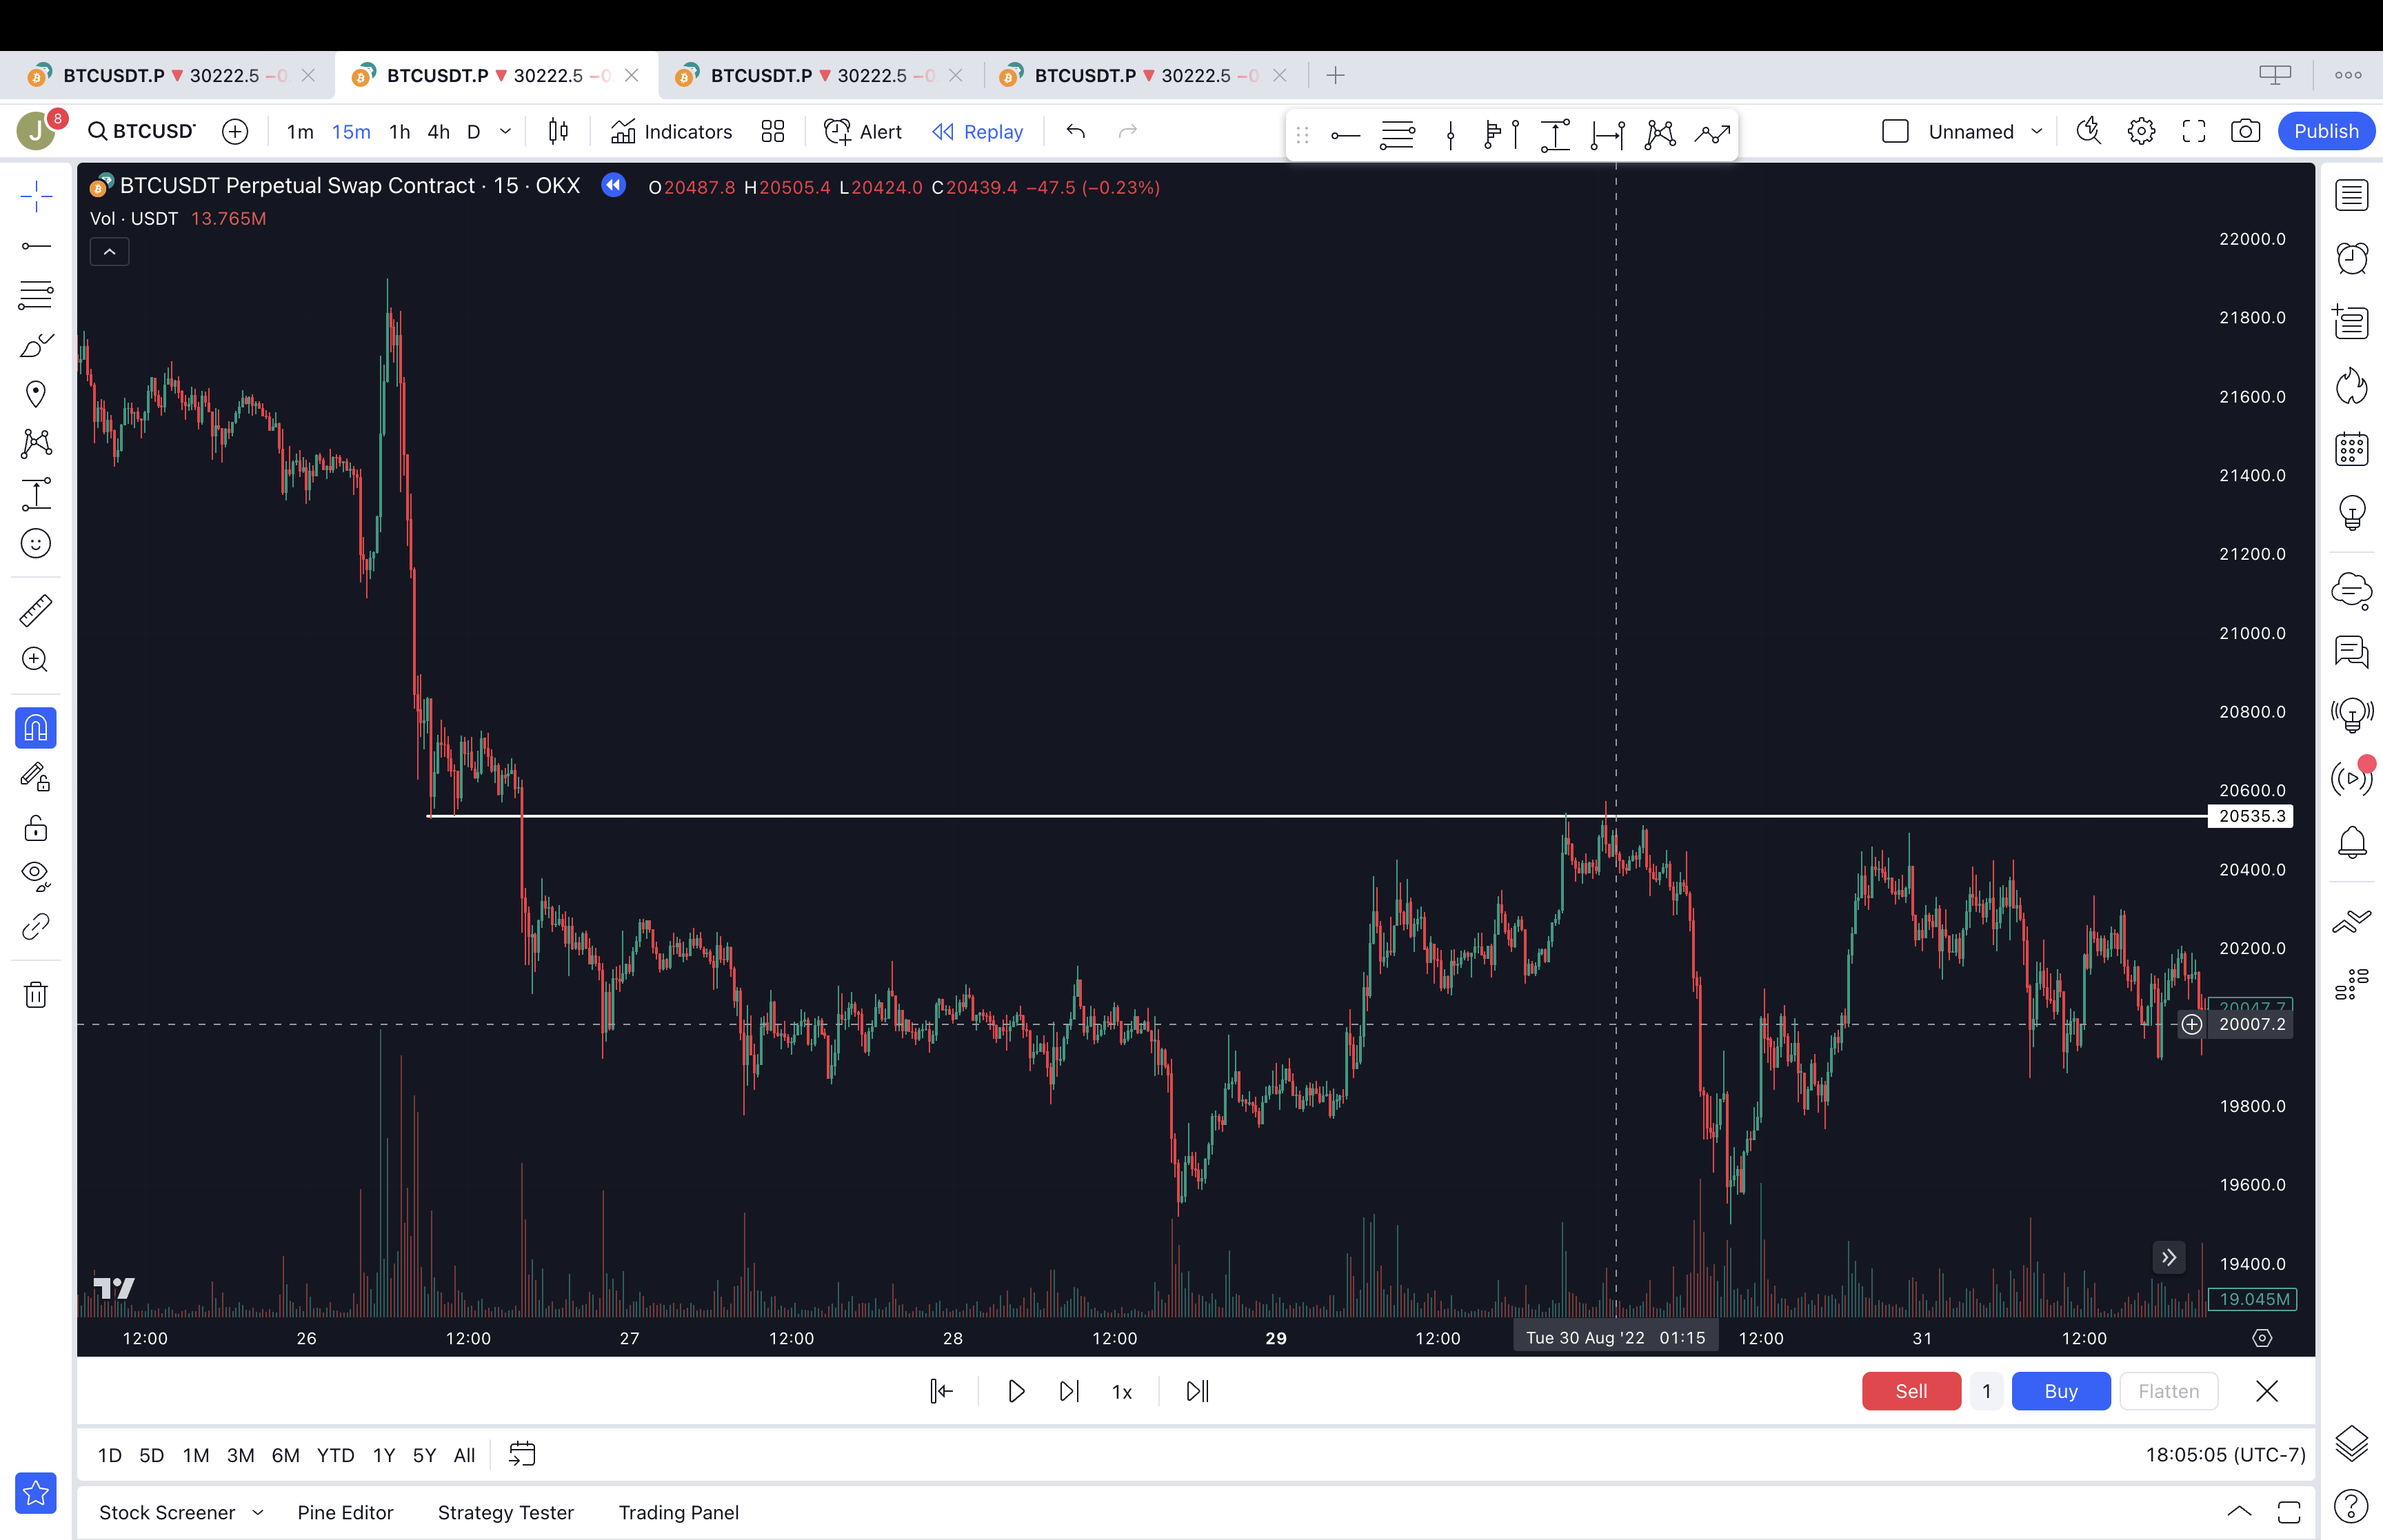 BTCUSDT.P ▼ 30222.5 −0 BTCUSDT.P ▼ 30222.5 −0 BTCUSDT.P ▼ 30222.5 −0 BTCUSDT.P ▼ 30222.5 −0
J 8 BTCUSDT 1m 15m 1h 4h D Indicators Alert Replay Unnamed Publish
BTCUSDT Perpetual Swap Contract · 15 · OKX O20487.8 H20505.4 L20424.0 C20439.4 −47.5 (−0.23%)
Vol · USDT 13.765M
22000.0
21800.0
21600.0
21400.0
21200.0
21000.0
20800.0
20600.0
20535.3
20400.0
20200.0
20047.7
20007.2
19800.0
19600.0
19400.0
19.045M
12:00 26 12:00 27 12:00 28 12:00 29 12:00 Tue 30 Aug '22 01:15 12:00 31 12:00
1x Sell 1 Buy Flatten
1D 5D 1M 3M 6M YTD 1Y 5Y All 18:05:05 (UTC-7)
Stock Screener Pine Editor Strategy Tester Trading Panel